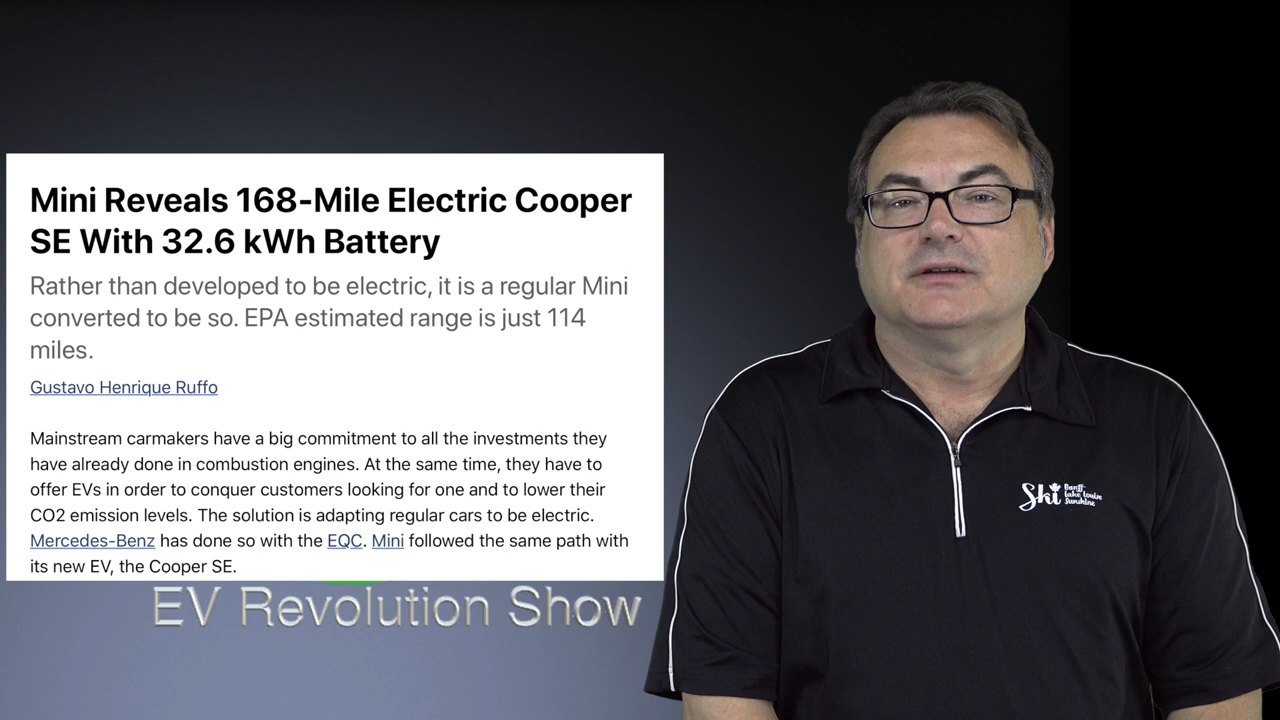 Mini Reveals 168-Mile Electric Cooper
SE With 32.6 kWh Battery
Rather than developed to be electric, it is a regular Mini
converted to be so. EPA estimated range is just 114
miles.
Gustavo Henrique Ruffo
Mainstream carmakers have a big commitment to all the investments they
have already done in combustion engines. At the same time, they have to
offer EVs in order to conquer customers looking for one and to lower their
CO2 emission levels. The solution is adapting regular cars to be electric.
Mercedes-Benz has done so with the EQC. Mini followed the same path with
its new EV, the Cooper SE.
EV Revolution Show
Ski Banff
Lake Louise
Sunshine